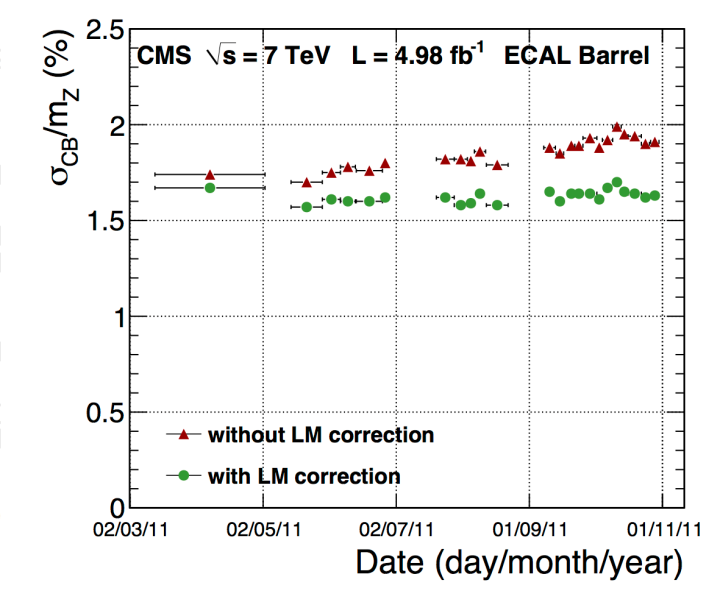 2.5
CMS √s = 7 TeV L = 4.98 fb-1 ECAL Barrel
σCB/mZ (%)
2
1.5
1
0.5
without LM correction
with LM correction
0
02/03/11 02/05/11 02/07/11 01/09/11 01/11/11
Date (day/month/year)